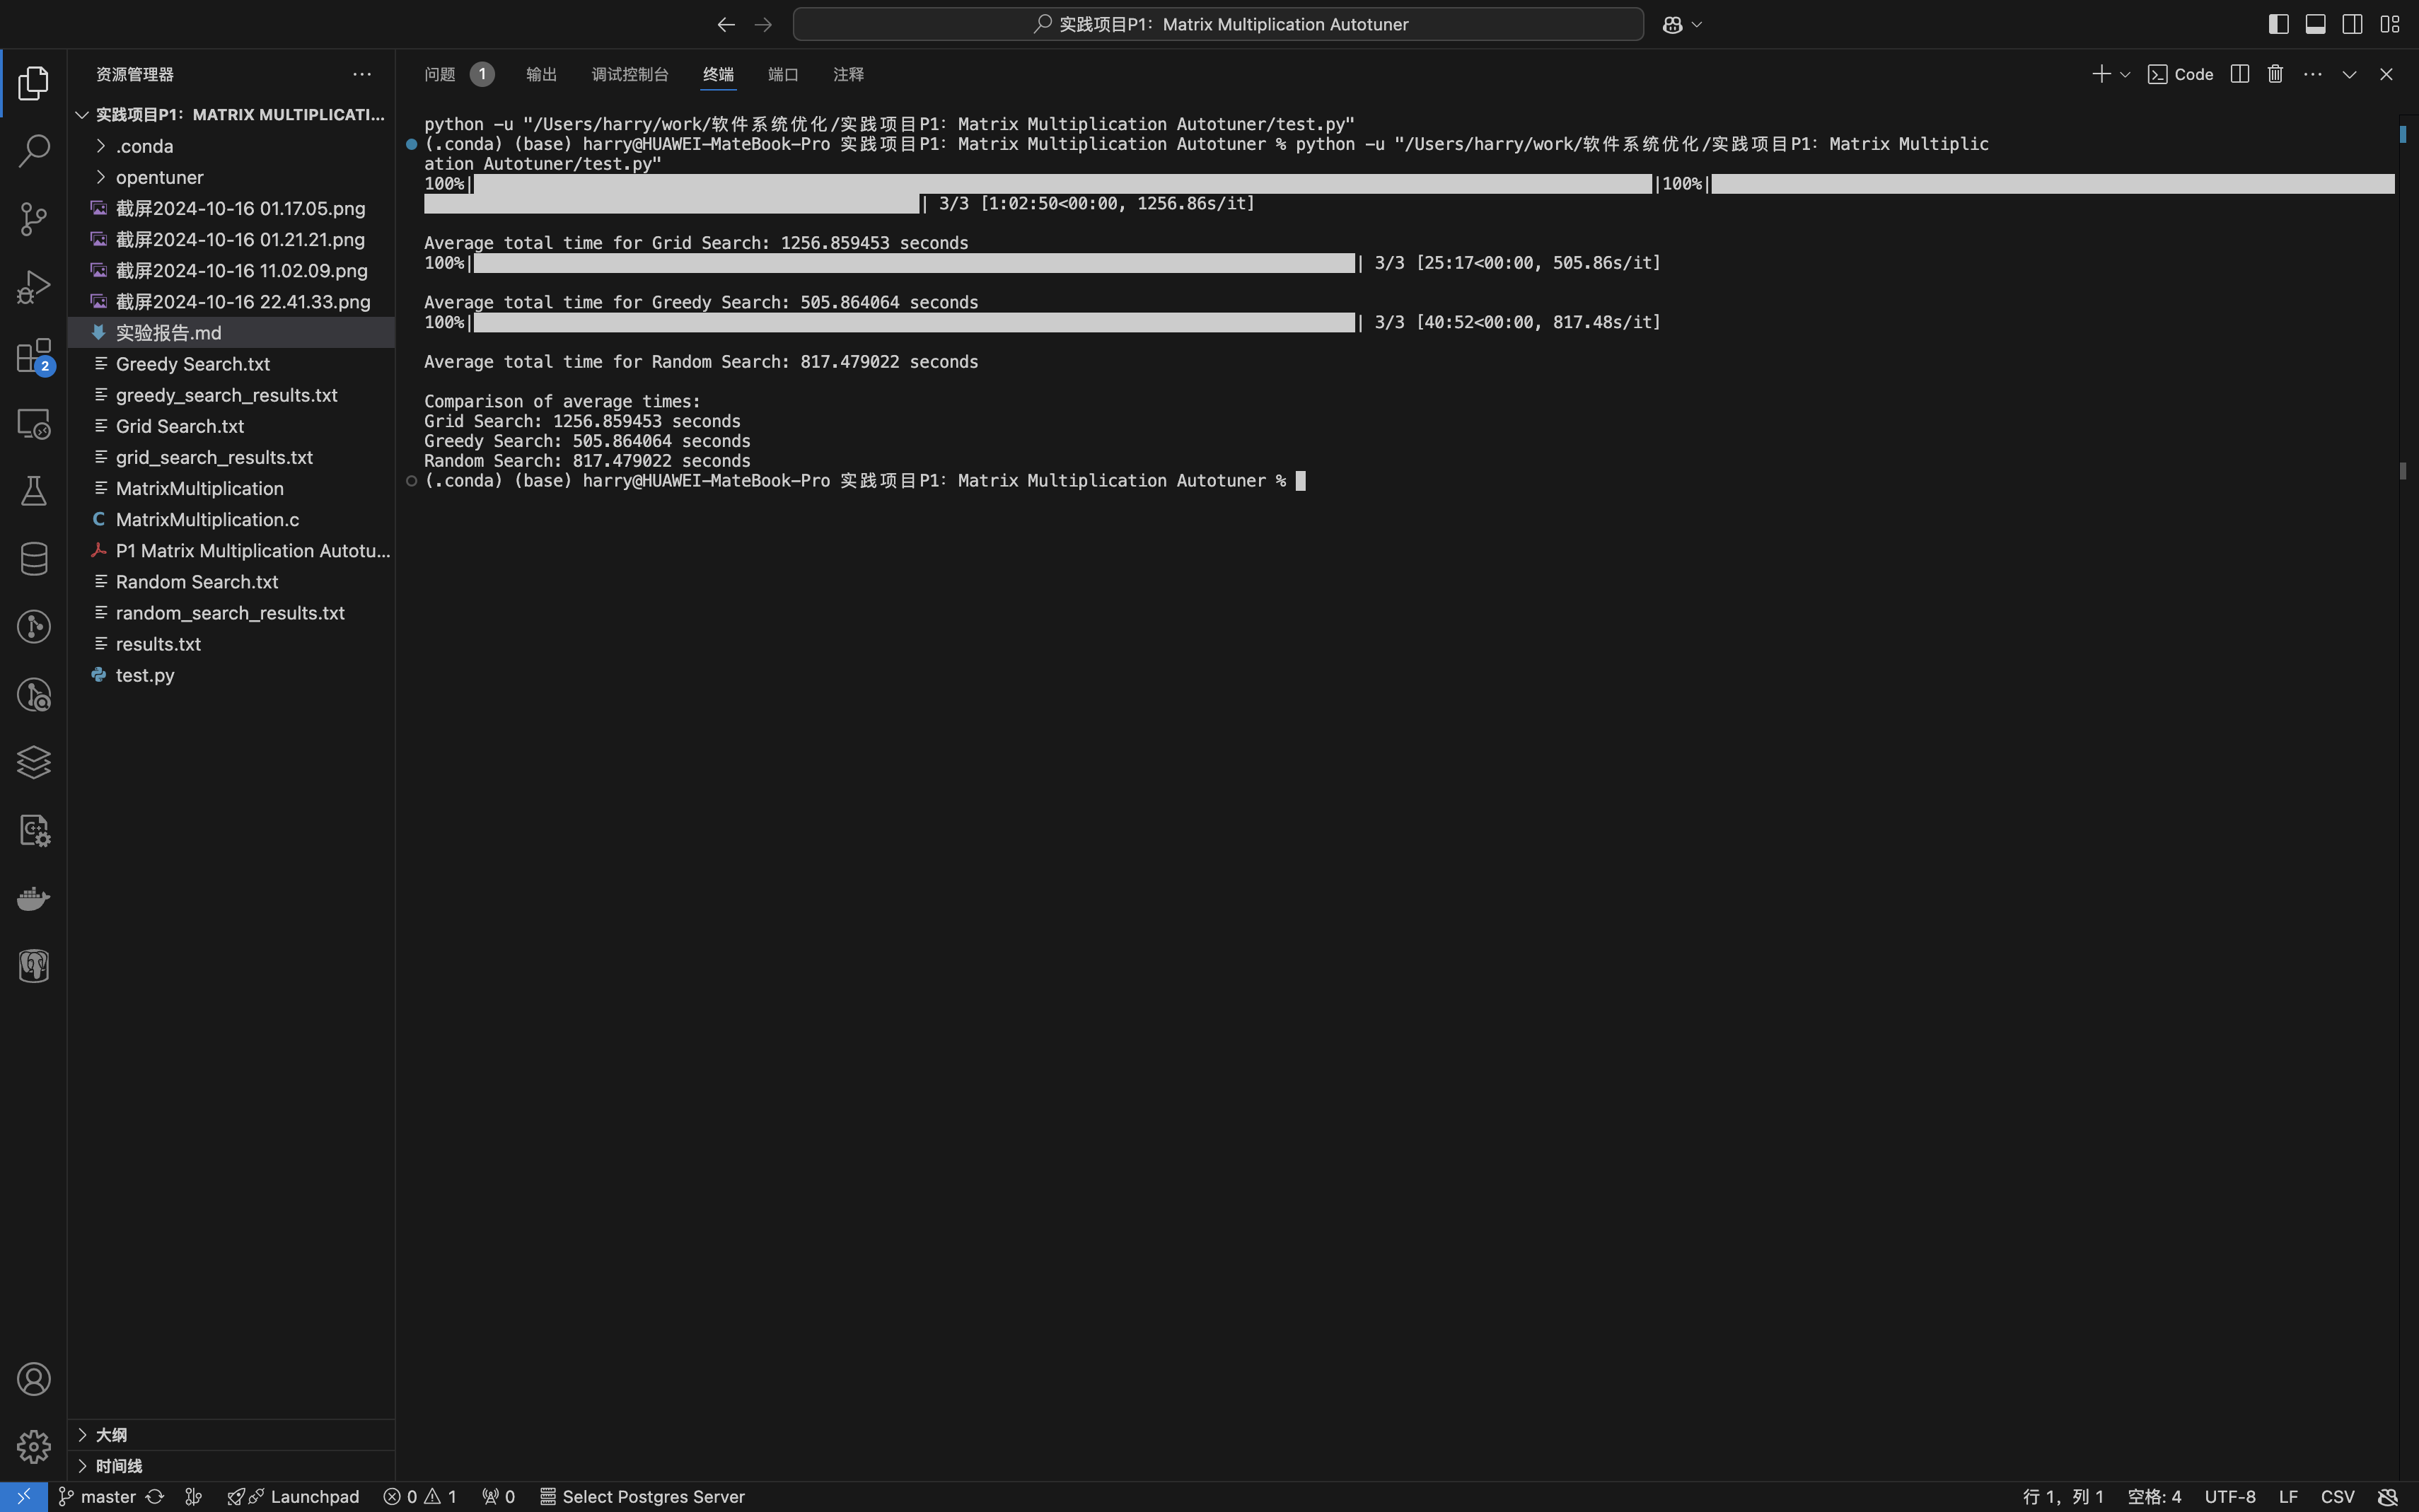 实践项目P1：Matrix Multiplication Autotuner
资源管理器
问题 1 输出 调试控制台 终端 端口 注释
Code
实践项目P1：MATRIX MULTIPLICATI...
.conda
opentuner
截屏2024-10-16 01.17.05.png
截屏2024-10-16 01.21.21.png
截屏2024-10-16 11.02.09.png
截屏2024-10-16 22.41.33.png
实验报告.md
Greedy Search.txt
greedy_search_results.txt
Grid Search.txt
grid_search_results.txt
MatrixMultiplication
C MatrixMultiplication.c
P1 Matrix Multiplication Autotu...
Random Search.txt
random_search_results.txt
results.txt
test.py
2
大纲
时间线
python -u "/Users/harry/work/软件系统优化/实践项目P1：Matrix Multiplication Autotuner/test.py"
(.conda) (base) harry@HUAWEI-MateBook-Pro 实践项目P1：Matrix Multiplication Autotuner % python -u "/Users/harry/work/软件系统优化/实践项目P1：Matrix Multiplic
ation Autotuner/test.py"
100%| |100%|
| 3/3 [1:02:50<00:00, 1256.86s/it]
Average total time for Grid Search: 1256.859453 seconds
100%| | 3/3 [25:17<00:00, 505.86s/it]
Average total time for Greedy Search: 505.864064 seconds
100%| | 3/3 [40:52<00:00, 817.48s/it]
Average total time for Random Search: 817.479022 seconds
Comparison of average times:
Grid Search: 1256.859453 seconds
Greedy Search: 505.864064 seconds
Random Search: 817.479022 seconds
(.conda) (base) harry@HUAWEI-MateBook-Pro 实践项目P1：Matrix Multiplication Autotuner %
master Launchpad 0 1 0 Select Postgres Server 行 1，列 1 空格: 4 UTF-8 LF CSV